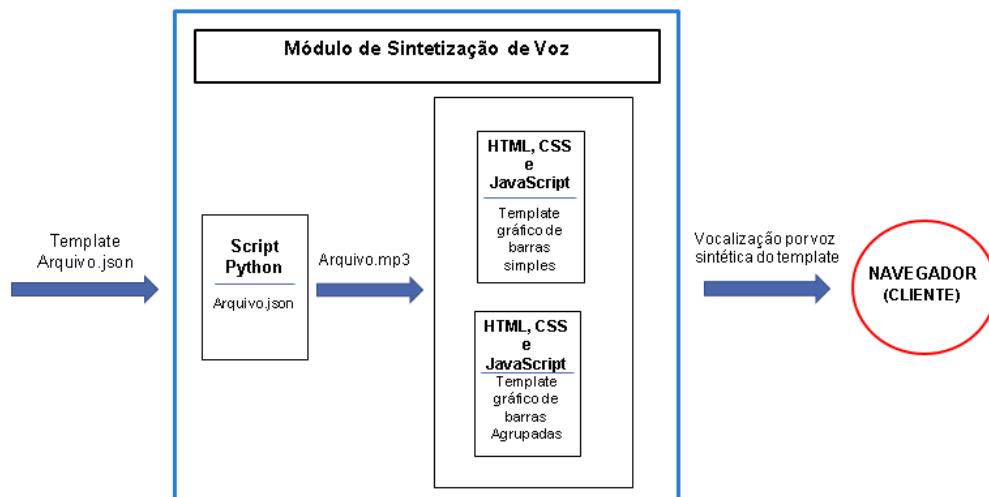 Módulo de Sintetização de Voz
Template
Arquivo.json
Script
Python
Arquivo.json
Arquivo.mp3
HTML, CSS
e
JavaScript
Template
gráfico de
barras
simples
HTML, CSS
e
JavaScript
Template
gráfico de
barras
Agrupadas
Vocalização por voz
sintética do template
NAVEGADOR
(CLIENTE)